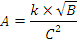 A = k × √B / C²